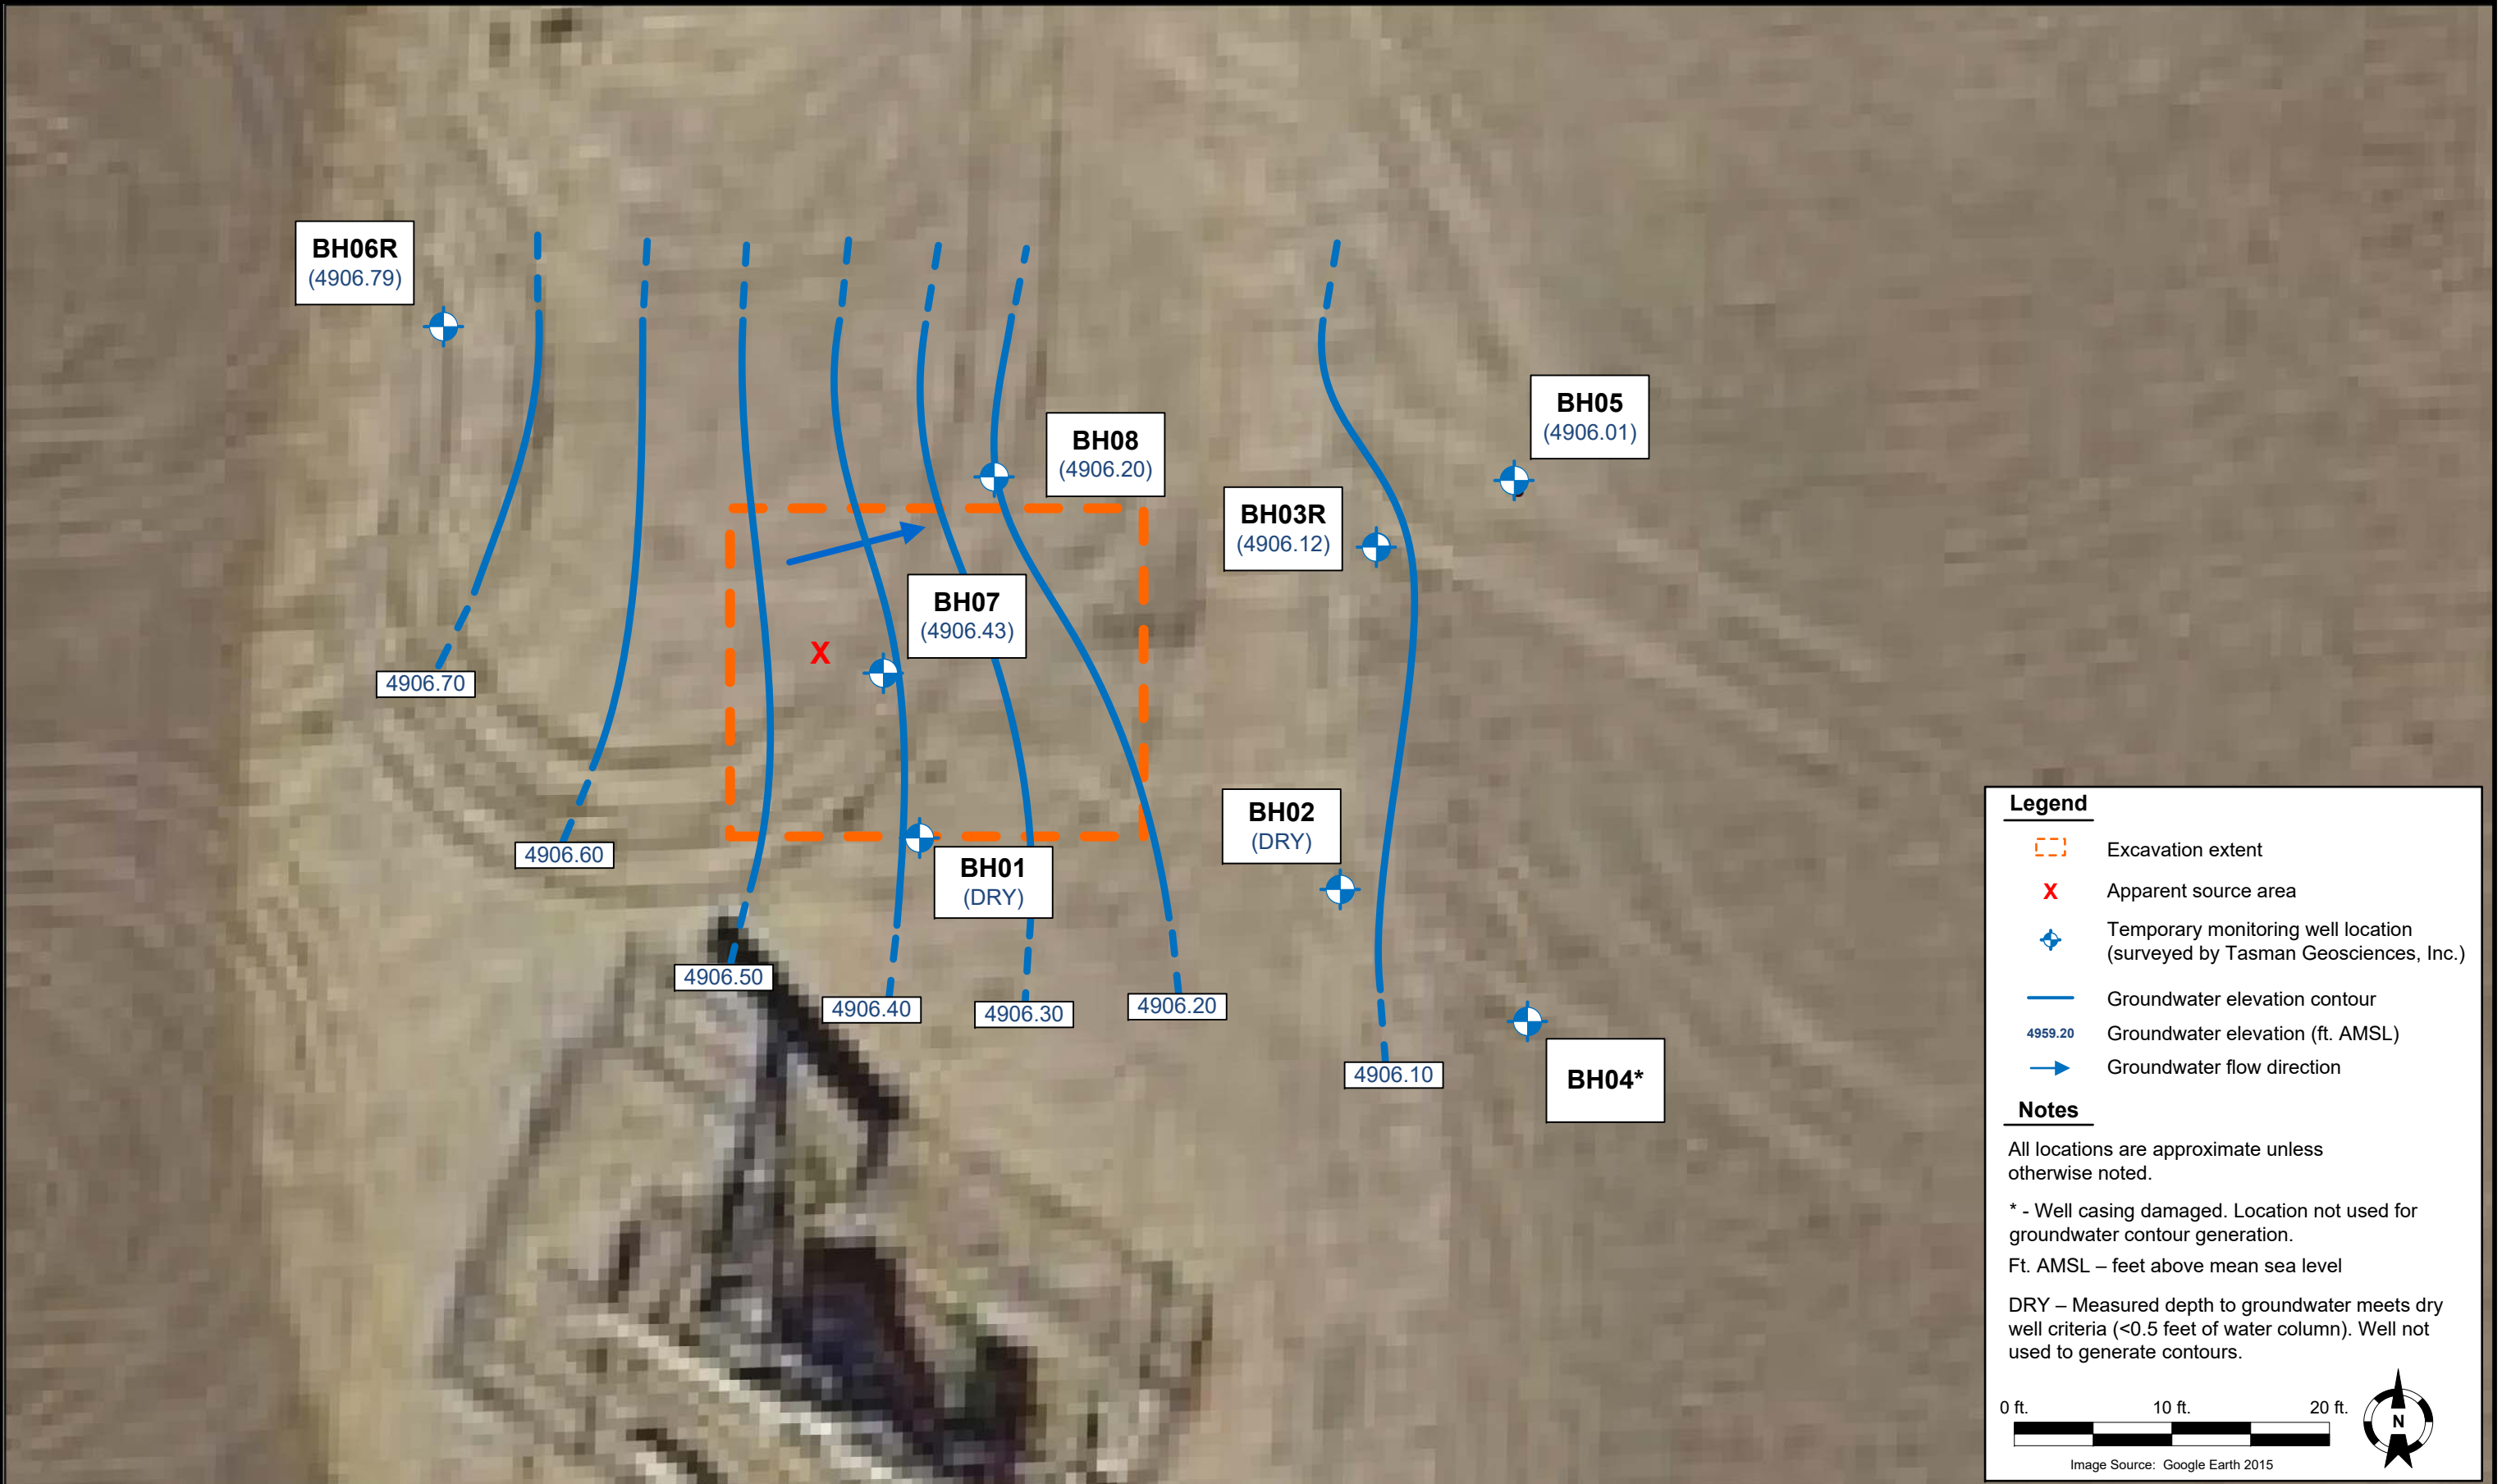 BH06R
(4906.79)
BH05
(4906.01)
BH08
(4906.20)
BH03R
(4906.12)
BH07
(4906.43)
X
4906.70
BH02
(DRY)
4906.60
BH01
(DRY)
4906.50
4906.40
4906.30
4906.20
4906.10
BH04*
Legend
Excavation extent
X Apparent source area
Temporary monitoring well location
(surveyed by Tasman Geosciences, Inc.)
Groundwater elevation contour
4959.20 Groundwater elevation (ft. AMSL)
Groundwater flow direction
Notes
All locations are approximate unless
otherwise noted.
* - Well casing damaged. Location not used for
groundwater contour generation.
Ft. AMSL – feet above mean sea level
DRY – Measured depth to groundwater meets dry
well criteria (<0.5 feet of water column). Well not
used to generate contours.
0 ft. 10 ft. 20 ft.
N
Image Source: Google Earth 2015